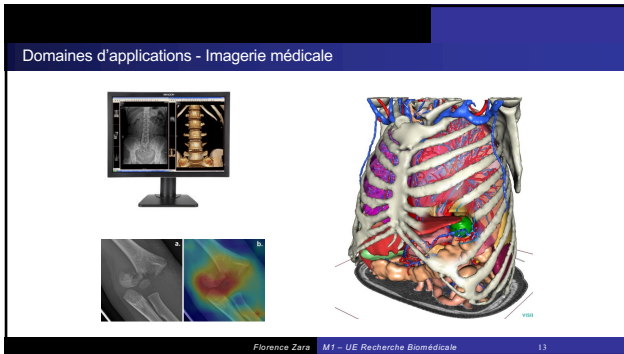 Domaines d'applications - Imagerie médicale
a.
b.
Florence Zara
M1 – UE Recherche Biomédicale
13